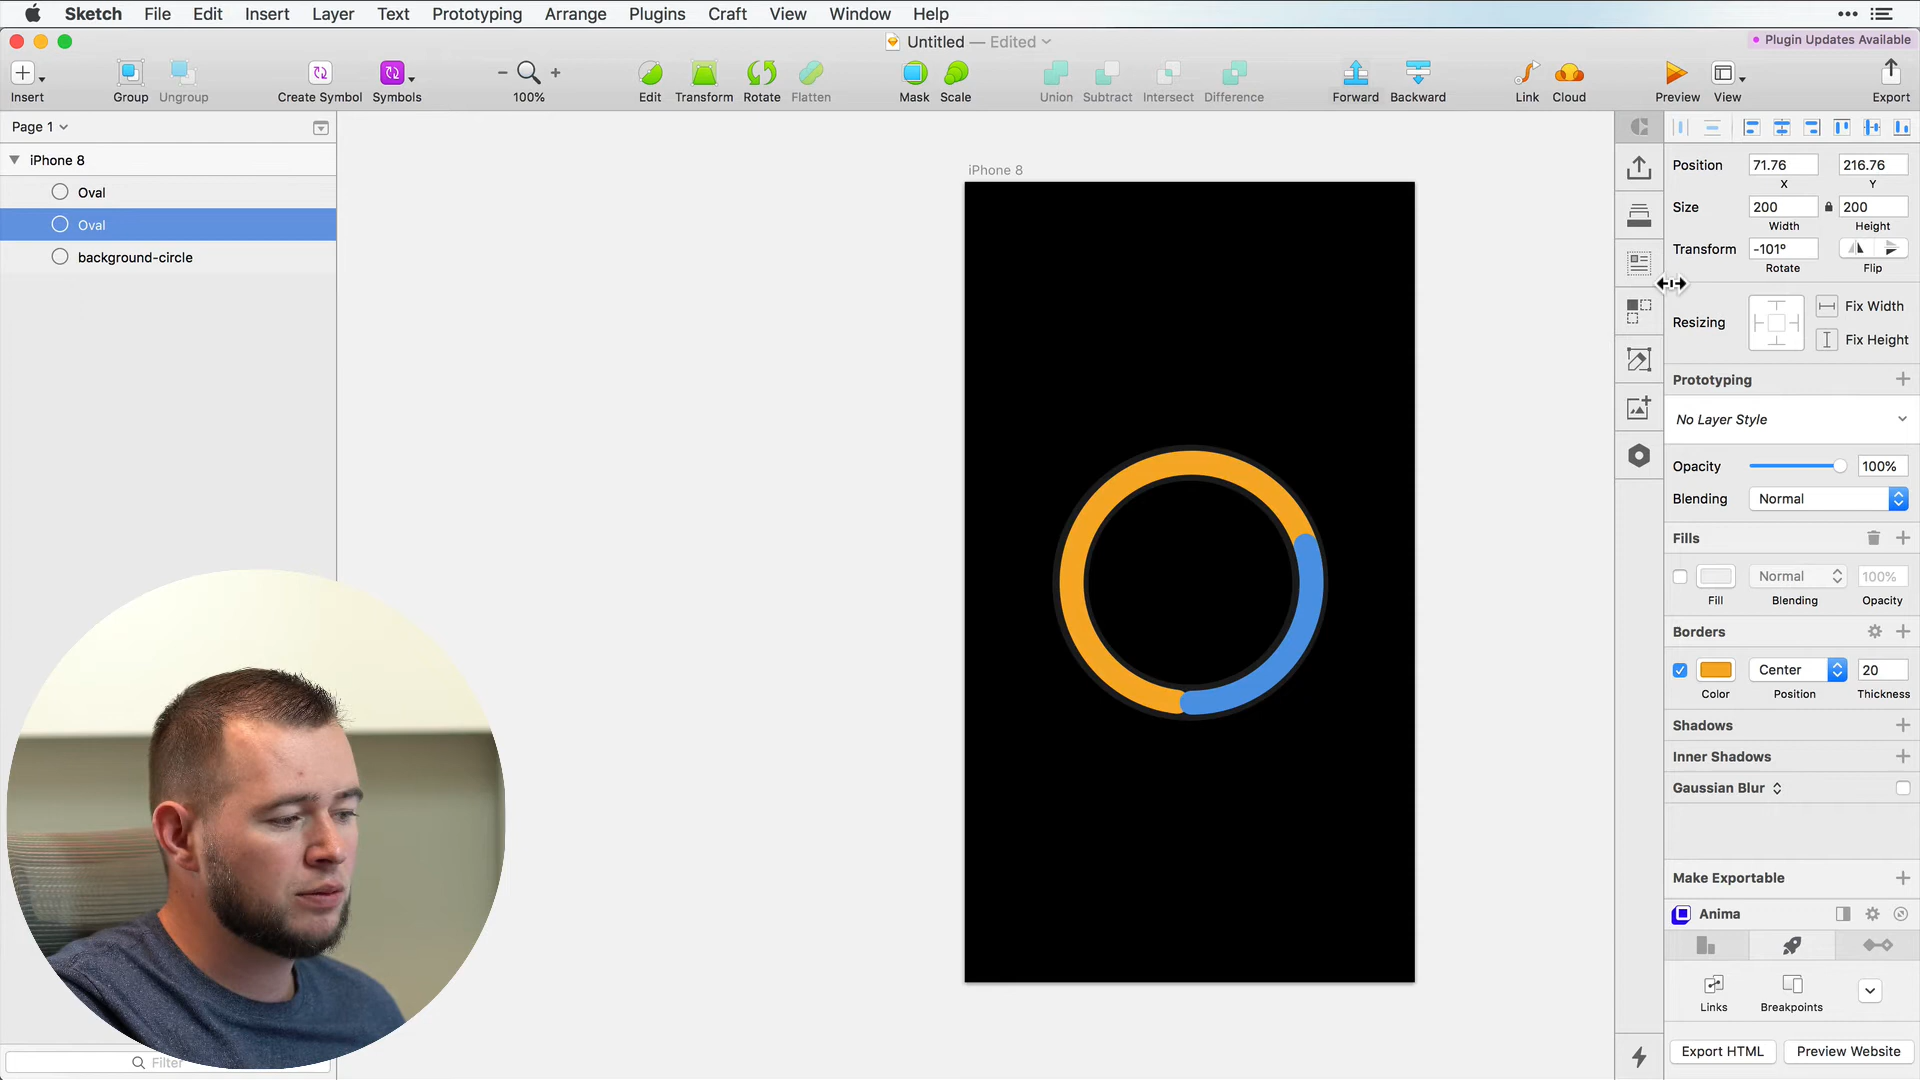 Sketch File Edit Insert Layer Text Prototyping Arrange Plugins Craft View Window Help
Untitled — Edited
Plugin Updates Available
Insert Group Ungroup Create Symbol Symbols 100% Edit Transform Rotate Flatten Mask Scale Union Subtract Intersect Difference Forward Backward Link Cloud Preview View Export
Page 1
iPhone 8
Oval
Oval
background-circle
Filter
iPhone 8
Position 71.76 216.76
X Y
Size 200 200
Width Height
Transform -101º
Rotate Flip
Resizing
Fix Width
Fix Height
Prototyping
No Layer Style
Opacity 100%
Blending Normal
Fills
Normal 100%
Fill Blending Opacity
Borders
Center 20
Color Position Thickness
Shadows
Inner Shadows
Gaussian Blur
Make Exportable
Anima
Links Breakpoints
Export HTML Preview Website